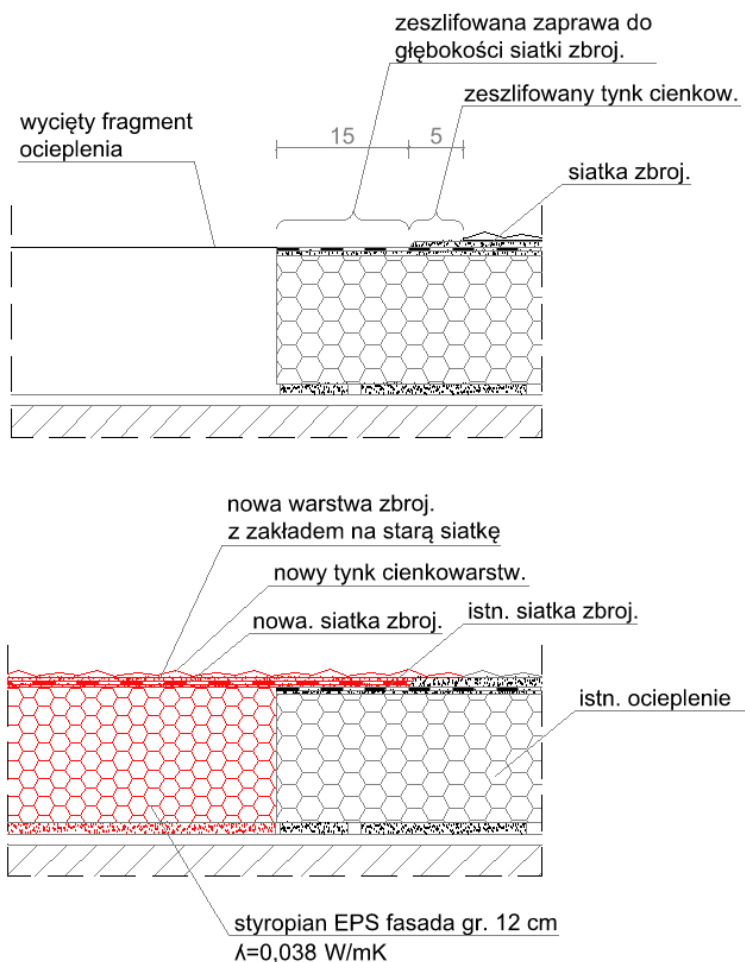 zeszlifowana zaprawa do
głębokości siatki zbroj.
zeszlifowany tynk cienkow.
wycięty fragment
ocieplenia
15
5
siatka zbroj.
nowa warstwa zbroj.
z zakładem na starą siatkę
nowy tynk cienkowarstw.
nowa. siatka zbroj.
istn. siatka zbroj.
istn. ocieplenie
styropian EPS fasada gr. 12 cm
Λ=0,038 W/mK